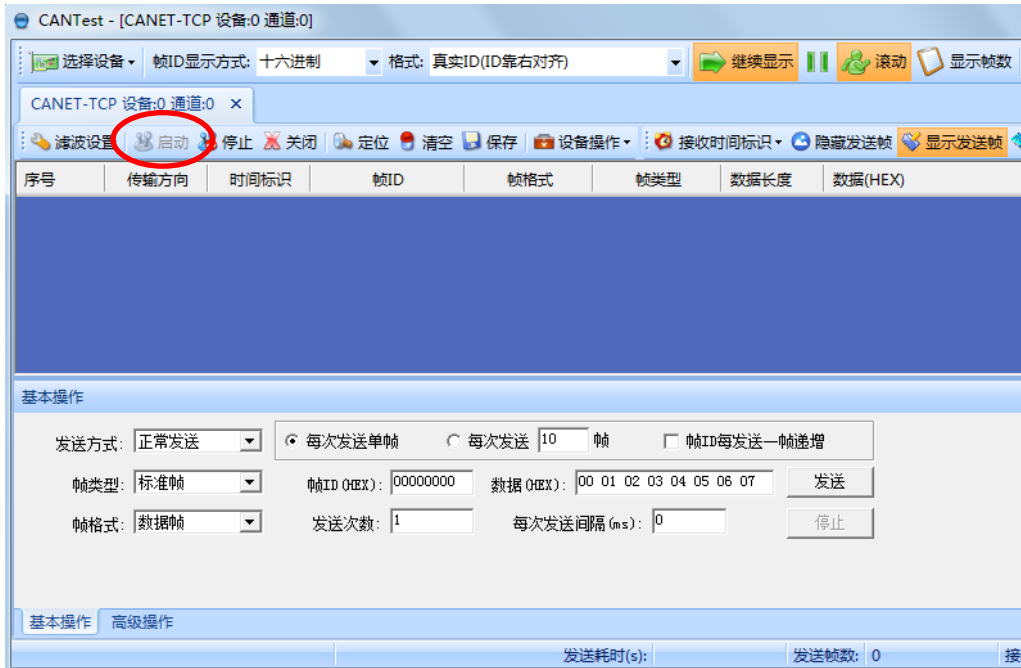 CANTest - [CANET-TCP 设备:0 通道:0]
选择设备 帧ID显示方式: 十六进制 格式: 真实ID(ID靠右对齐) 继续显示 滚动 显示帧数
CANET-TCP 设备:0 通道:0 ×
滤波设置 启动 停止 关闭 定位 清空 保存 设备操作 接收时间标识 隐藏发送帧 显示发送帧
序号 传输方向 时间标识 帧ID 帧格式 帧类型 数据长度 数据(HEX)
基本操作
发送方式: 正常发送 每次发送单帧 每次发送 10 帧 帧ID每发送一帧递增
帧类型: 标准帧 帧ID(HEX): 00000000 数据(HEX): 00 01 02 03 04 05 06 07 发送
帧格式: 数据帧 发送次数: 1 每次发送间隔(ms): 0 停止
基本操作 高级操作
发送耗时(s): 发送帧数: 0 接